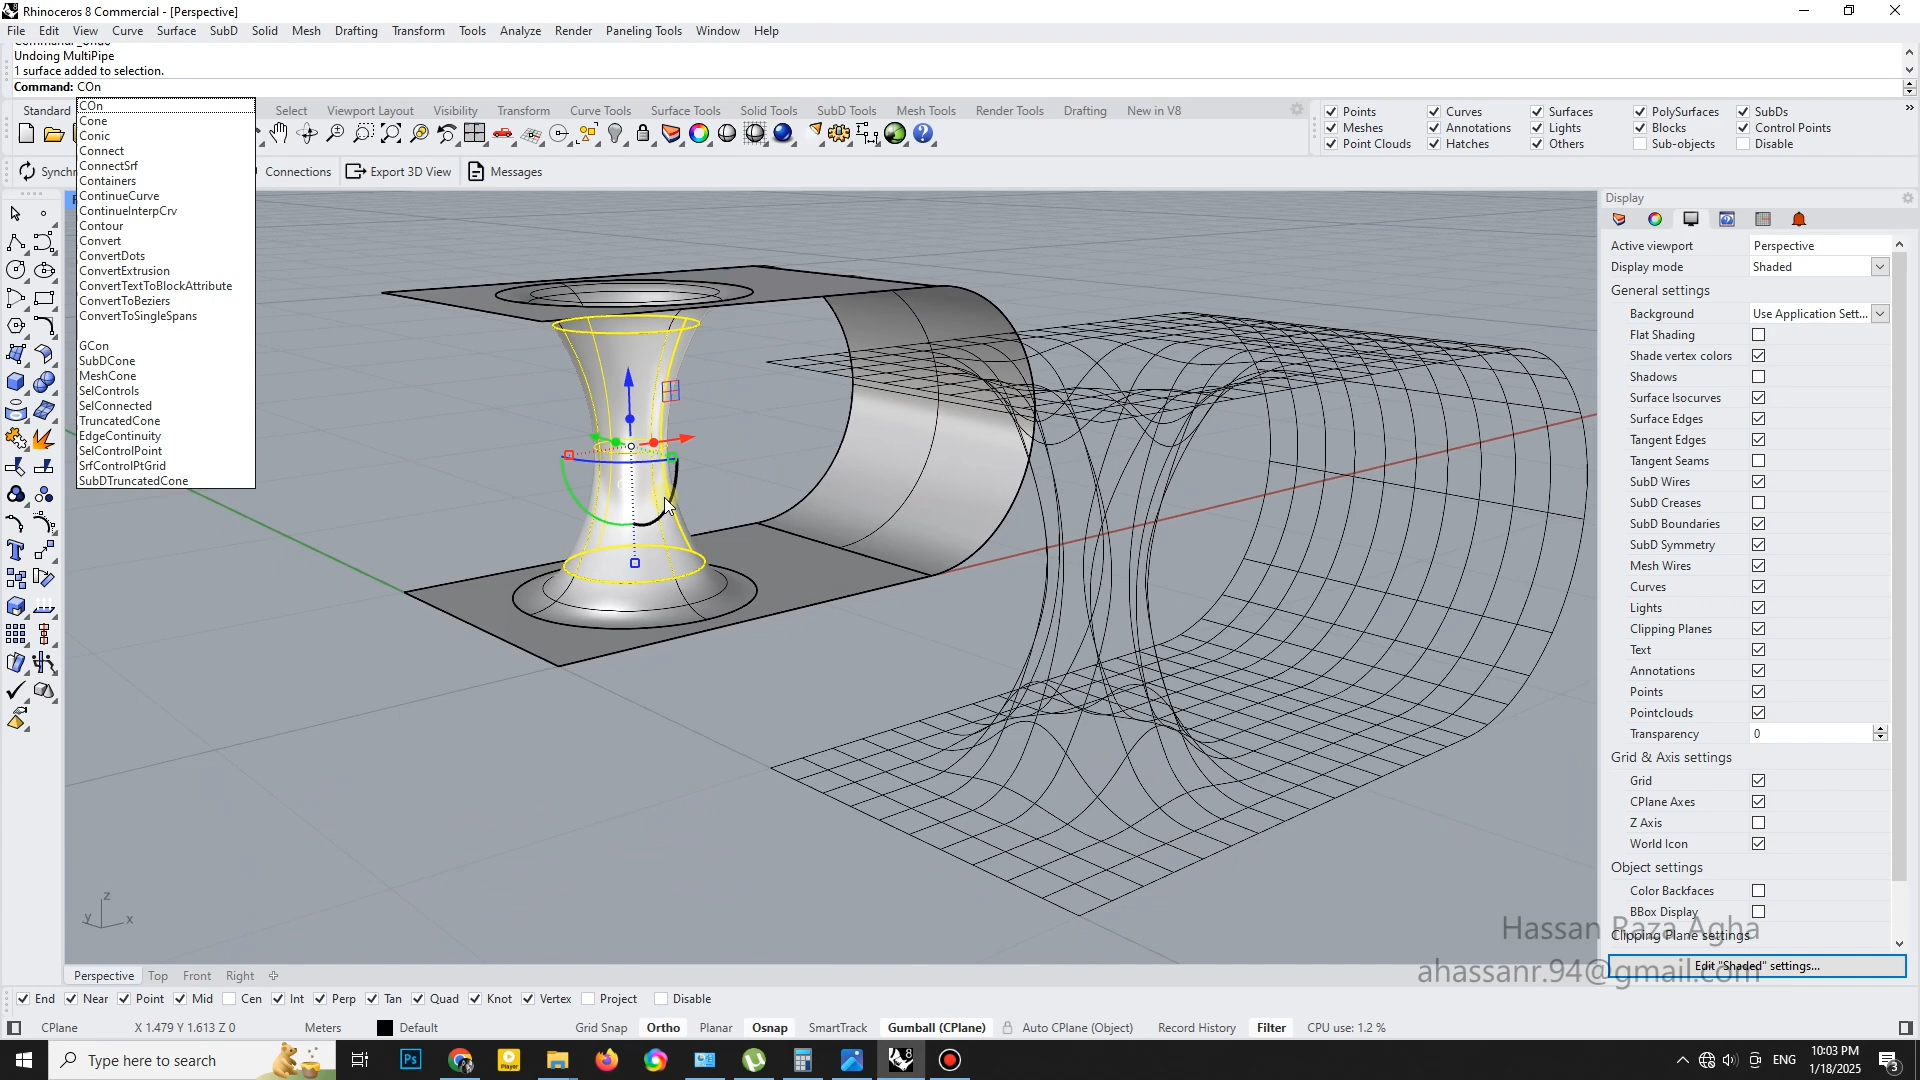 Rhinoceros 8 Commercial - [Perspective]
File Edit View Curve Surface SubD Solid Mesh Drafting Transform Tools Analyze Render Paneling Tools Window Help
Undoing MultiPipe
1 surface added to selection.
Command: COn
Standard Select Viewport Layout Visibility Transform Curve Tools Surface Tools Solid Tools SubD Tools Mesh Tools Render Tools Drafting New in V8
Points Curves Surfaces PolySurfaces SubDs
Meshes Annotations Lights Blocks Control Points
Point Clouds Hatches Others Sub-objects Disable
Synchr Connections Export 3D View Messages
COn
Cone
Conic
Connect
ConnectSrf
Containers
ContinueCurve
ContinueInterpCrv
Contour
Convert
ConvertDots
ConvertExtrusion
ConvertTextToBlockAttribute
ConvertToBeziers
ConvertToSingleSpans
GCon
SubDCone
MeshCone
SelControls
SelConnected
TruncatedCone
EdgeContinuity
SelControlPoint
SrfControlPtGrid
SubDTruncatedCone
Display
Active viewport Perspective
Display mode Shaded
General settings
Background Use Application Sett...
Flat Shading
Shade vertex colors
Shadows
Surface Isocurves
Surface Edges
Tangent Edges
Tangent Seams
SubD Wires
SubD Creases
SubD Boundaries
SubD Symmetry
Mesh Wires
Curves
Lights
Clipping Planes
Text
Annotations
Points
Pointclouds
Transparency 0
Grid & Axis settings
Grid
CPlane Axes
Z Axis
World Icon
Object settings
Color Backfaces
BBox Display
Clipping Plane settings
Edit "Shaded" settings...
Hassan Raza Agha
ahassanr.94@gmail.com
z
y
x
Perspective Top Front Right
End Near Point Mid Cen Int Perp Tan Quad Knot Vertex Project Disable
CPlane X 1.479 Y 1.613 Z 0 Meters Default Grid Snap Ortho Planar Osnap SmartTrack Gumball (CPlane) Auto CPlane (Object) Record History Filter CPU use: 1.2 %
Type here to search
Ps
Player
8
ENG
10:03 PM
1/18/2025
3